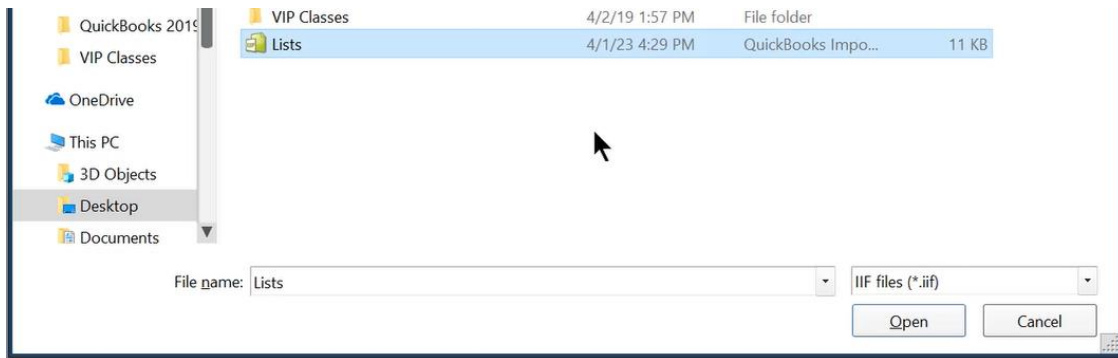 QuickBooks 2019
VIP Classes
OneDrive
This PC
3D Objects
Desktop
Documents
VIP Classes 4/2/19 1:57 PM File folder
Lists 4/1/23 4:29 PM QuickBooks Impo... 11 KB
File name: Lists IIF files (*.iif)
Open Cancel